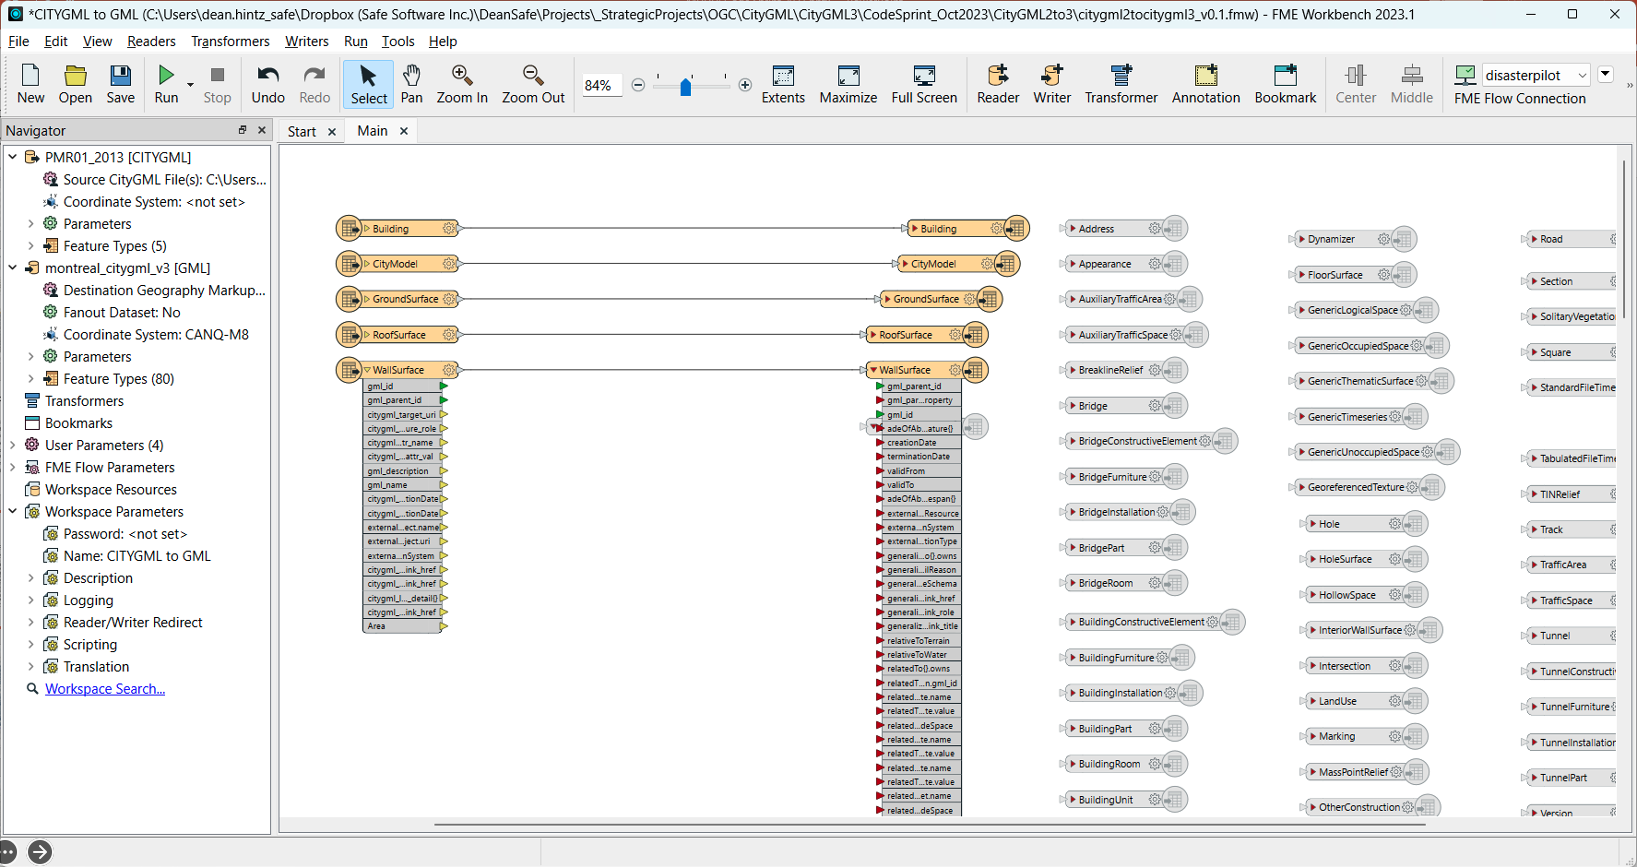 *CITYGML to GML (C:\Users\dean.hintz_safe\Dropbox (Safe Software Inc.)\DeanSafe\Projects\_StrategicProjects\OGC\CityGML\CityGML3\CodeSprint_Oct2023\CityGML2to3\citygml2tocitygml3_v0.1.fmw) - FME Workbench 2023.1
File Edit View Readers Transformers Writers Run Tools Help
New Open Save Run Stop Undo Redo Select Pan Zoom In Zoom Out 84% Extents Maximize Full Screen Reader Writer Transformer Annotation Bookmark Center Middle disasterpilot FME Flow Connection »
Navigator
Start Main
PMR01_2013 [CITYGML]
Source CityGML File(s): C:\Users...
Coordinate System: <not set>
Parameters
Feature Types (5)
montreal_citygml_v3 [GML]
Destination Geography Markup...
Fanout Dataset: No
Coordinate System: CANQ-M8
Parameters
Feature Types (80)
Transformers
Bookmarks
User Parameters (4)
FME Flow Parameters
Workspace Resources
Workspace Parameters
Password: <not set>
Name: CITYGML to GML
Description
Logging
Reader/Writer Redirect
Scripting
Translation
Workspace Search...
Building
CityModel
GroundSurface
RoofSurface
WallSurface
gml_id
gml_parent_id
citygml_target_uri
citygml_...ure_role
citygml...tr_name
citygml_...attr_val
gml_description
gml_name
citygml_...tionDate
citygml_...tionDate
external...ect.name
external...ject.uri
externa...nSystem
citygml_...ink_href
citygml_...ink_href
citygml_l..._detail{}
citygml_...ink_href
Area
Building
CityModel
GroundSurface
RoofSurface
WallSurface
gml_parent_id
gml_par...roperty
gml_id
adeOfAb...ature{}
creationDate
terminationDate
validFrom
validTo
adeOfAb...espan{}
external...Resource
externa...nSystem
external...tionType
generali...o{}.owns
generali...ilReason
general...eSchema
generali...ink_href
generali...ink_role
generaliz...ink_title
relativeToTerrain
relativeToWater
relatedTo{}.owns
relatedT...n.gml_id
related...te.name
relatedT...te.value
related...deSpace
related...te.name
relatedT...te.value
related...te.name
relatedT...te.value
related...et.name
related...deSpace
Address
Appearance
AuxiliaryTrafficArea
AuxiliaryTrafficSpace
BreaklineRelief
Bridge
BridgeConstructiveElement
BridgeFurniture
BridgeInstallation
BridgePart
BridgeRoom
BuildingConstructiveElement
BuildingFurniture
BuildingInstallation
BuildingPart
BuildingRoom
BuildingUnit
Dynamizer
FloorSurface
GenericLogicalSpace
GenericOccupiedSpace
GenericThematicSurface
GenericTimeseries
GenericUnoccupiedSpace
GeoreferencedTexture
Hole
HoleSurface
HollowSpace
InteriorWallSurface
Intersection
LandUse
Marking
MassPointRelief
OtherConstruction
Road
Section
SolitaryVegetatio
Square
StandardFileTime
TabulatedFileTime
TINRelief
Track
TrafficArea
TrafficSpace
Tunnel
TunnelConstructi
TunnelFurniture
TunnelInstallation
TunnelPart
Version